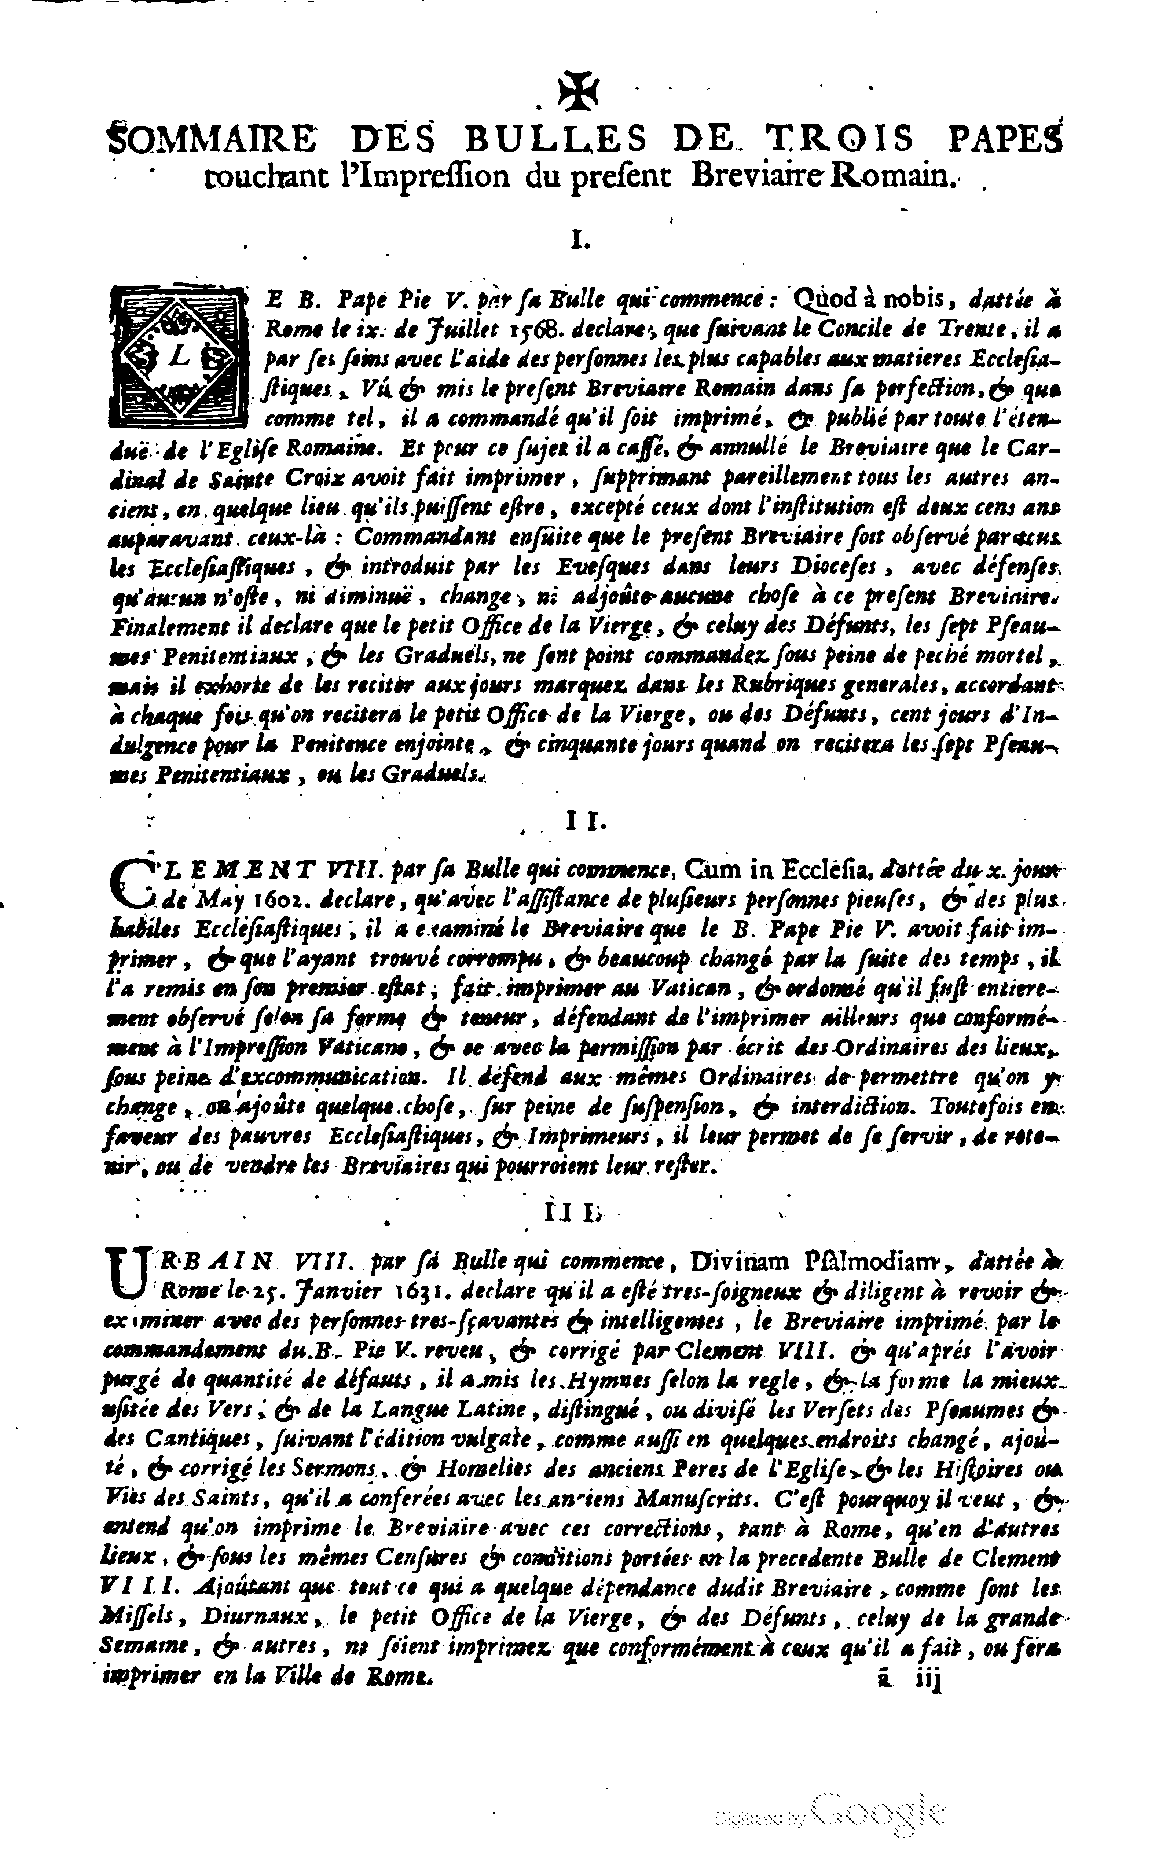 ✠
SOMMAIRE DES BULLES DE TROIS PAPES
touchant l'Impreſſion du preſent Breviaire Romain.
I.
LE B. Pape Pie V. par ſa Bulle qui commence : Quòd à nobis, dattée à
Rome le ix. de Juillet 1568. declare, que ſuivant le Concile de Trente, il a
par ſes ſoins avec l'aide des perſonnes les plus capables aux matieres Eccleſia-
ſtiques, Vû & mis le preſent Breviaire Romain dans ſa perfection, & que
comme tel, il a commandé qu'il ſoit imprimé, & publié par toute l'éten-
duë de l'Egliſe Romaine. Et pour ce ſujet il a caſſé, & annullé le Breviaire que le Car-
dinal de Sainte Croix avoit fait imprimer, ſupprimant pareillement tous les autres an-
ciens, en quelque lieu qu'ils puiſſent eſtre, excepté ceux dont l'inſtitution eſt deux cens ans
auparavant ceux-là : Commandant enſuite que le preſent Breviaire ſoit obſervé par tous
les Eccleſiaſtiques, & introduit par les Eveſques dans leurs Dioceſes, avec défenſes
qu'aucun n'oſte, ni diminuë, change, ni adjoûte aucune choſe à ce preſent Breviaire.
Finalement il declare que le petit Office de la Vierge, & celuy des Défunts, les ſept Pſeau-
mes Penitentiaux, & les Graduels, ne ſont point commandez ſous peine de peché mortel,
mais il exhorte de les reciter aux jours marquez dans les Rubriques generales, accordant
à chaque fois qu'on recitera le petit Office de la Vierge, ou des Défunts, cent jours d'In-
dulgence pour la Penitence enjointe, & cinquante jours quand on recitera les ſept Pſeau-
mes Penitentiaux, ou les Graduels.
II.
CLEMENT VIII. par ſa Bulle qui commence, Cum in Eccleſia, dattée du x. jour
de May 1602. declare, qu'avec l'aſſiſtance de pluſieurs perſonnes pieuſes, & des plus
habiles Eccleſiaſtiques, il a examiné le Breviaire que le B. Pape Pie V. avoit fait im-
primer, & que l'ayant trouvé corrompu, & beaucoup changé par la ſuite des temps, il
l'a remis en ſon premier eſtat, fait imprimer au Vatican, & ordonné qu'il fuſt entiere-
ment obſervé ſelon ſa forme & teneur, défendant de l'imprimer ailleurs que conformé-
ment à l'Impreſſion Vaticane, & ce avec la permiſſion par écrit des Ordinaires des lieux,
ſous peine d'excommunication. Il défend aux mêmes Ordinaires de permettre qu'on y
change, ou ajoûte quelque choſe, ſur peine de ſuſpenſion, & interdiction. Toutefois en
faveur des pauvres Eccleſiaſtiques, & Imprimeurs, il leur permet de ſe ſervir, de rete-
nir, ou de vendre les Breviaires qui pourroient leur reſter.
III.
URBAIN VIII. par ſa Bulle qui commence, Divinam Pſalmodiam, dattée à
Rome le 25. Janvier 1631. declare qu'il a eſté tres-ſoigneux & diligent à revoir &
examiner avec des perſonnes tres-ſçavantes & intelligentes, le Breviaire imprimé par le
commandement du B. Pie V. reveu, & corrigé par Clement VIII. & qu'aprés l'avoir
purgé de quantité de défauts, il a mis les Hymnes ſelon la regle, & la forme la mieux
uſitée des Vers, & de la Langue Latine, diſtingué, ou diviſé les Verſets des Pſeaumes &
des Cantiques, ſuivant l'édition vulgate, comme auſſi en quelques endroits changé, ajoû-
té, & corrigé les Sermons, & Homelies des anciens Peres de l'Egliſe, & les Hiſtoires ou
Vies des Saints, qu'il a conferées avec les anciens Manuſcrits. C'eſt pourquoy il veut, &
entend qu'on imprime le Breviaire avec ces corrections, tant à Rome, qu'en d'autres
lieux, & ſous les mêmes Cenſures & conditions portées en la precedente Bulle de Clement
VIII. Ajoûtant que tout ce qui a quelque dépendance dudit Breviaire, comme ſont les
Miſſels, Diurnaux, le petit Office de la Vierge, & des Défunts, celuy de la grande
Semaine, & autres, ne ſoient imprimez que conformément à ceux qu'il a fait, ou fera
imprimer en la Ville de Rome.
ã iij
Digitized by Google